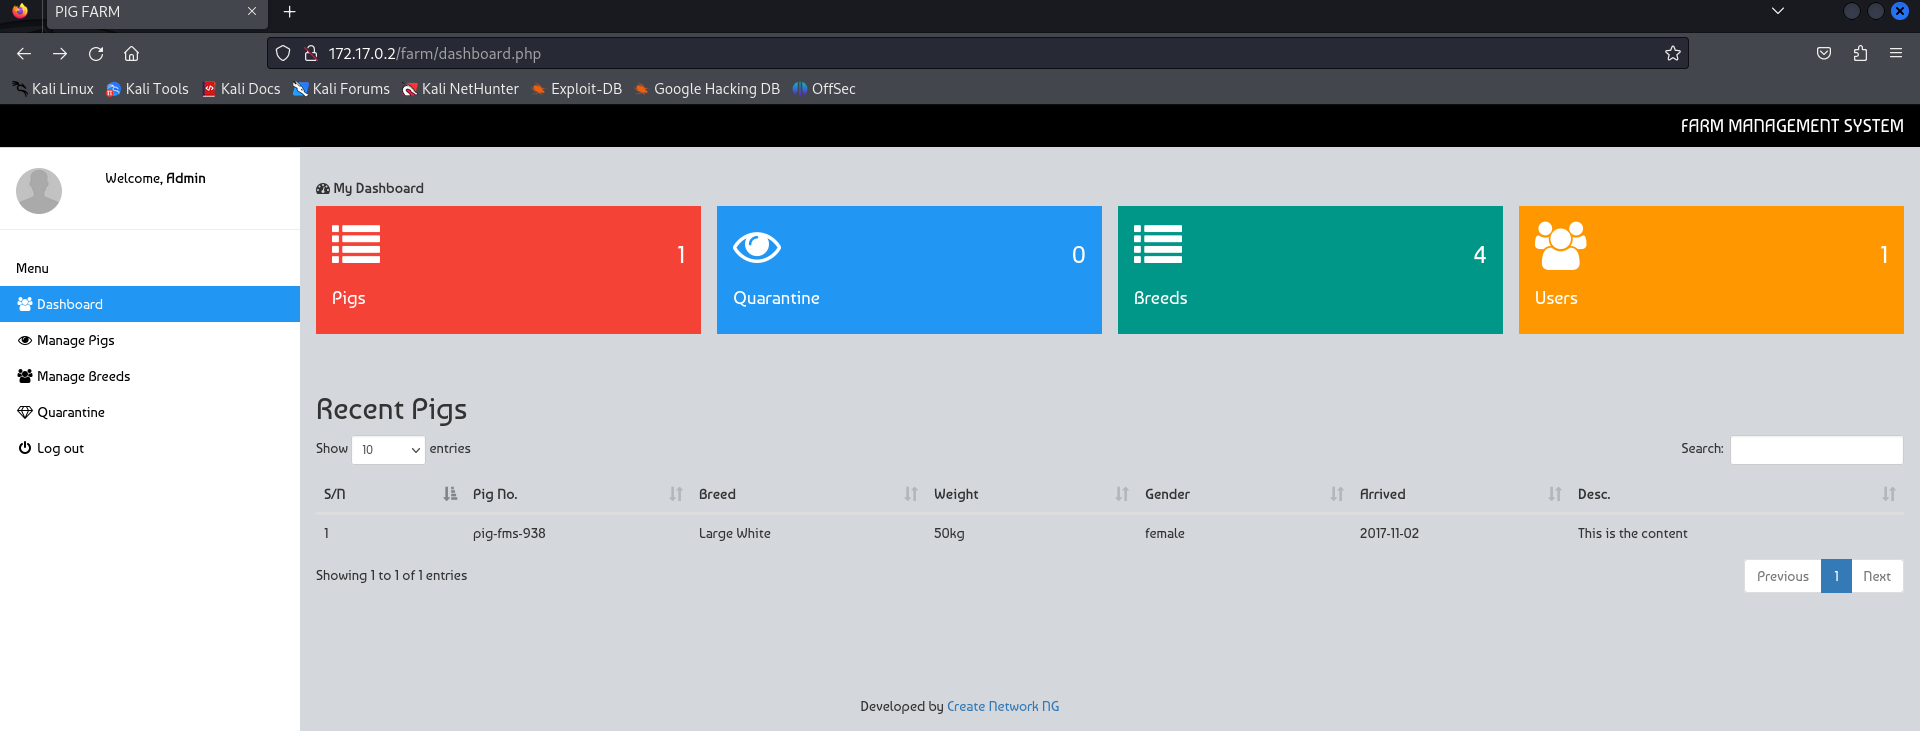 PIG FARM
172.17.0.2/farm/dashboard.php
Kali Linux Kali Tools Kali Docs Kali Forums Kali NetHunter Exploit-DB Google Hacking DB OffSec
FARM MANAGEMENT SYSTEM
Welcome, Admin
Menu
Dashboard
Manage Pigs
Manage Breeds
Quarantine
Log out
My Dashboard
1 0 4 1
Pigs Quarantine Breeds Users
Recent Pigs
Show 10 entries Search:
S/N Pig No. Breed Weight Gender Arrived Desc.
1 pig-fms-938 Large White 50kg female 2017-11-02 This is the content
Showing 1 to 1 of 1 entries Previous 1 Next
Developed by Create Network NG